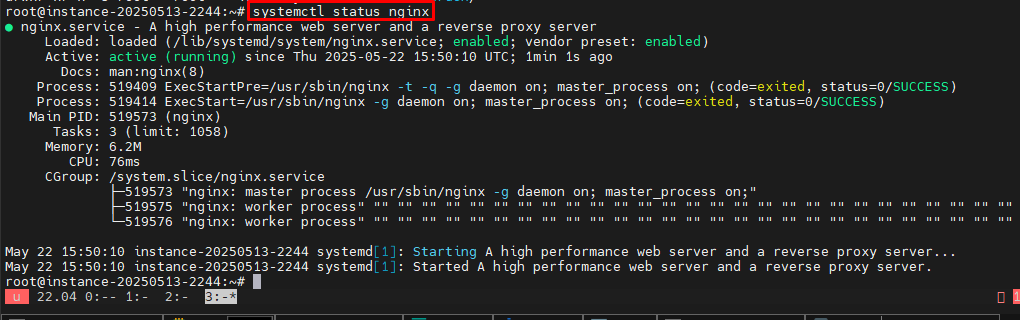 root@instance-20250513-2244:~# systemctl status nginx
● nginx.service - A high performance web server and a reverse proxy server
Loaded: loaded (/lib/systemd/system/nginx.service; enabled; vendor preset: enabled)
Active: active (running) since Thu 2025-05-22 15:50:10 UTC; 1min 1s ago
Docs: man:nginx(8)
Process: 519409 ExecStartPre=/usr/sbin/nginx -t -q -g daemon on; master_process on; (code=exited, status=0/SUCCESS)
Process: 519414 ExecStart=/usr/sbin/nginx -g daemon on; master_process on; (code=exited, status=0/SUCCESS)
Main PID: 519573 (nginx)
Tasks: 3 (limit: 1058)
Memory: 6.2M
CPU: 76ms
CGroup: /system.slice/nginx.service
├─519573 "nginx: master process /usr/sbin/nginx -g daemon on; master_process on;"
├─519575 "nginx: worker process" "" "" "" "" "" "" "" "" "" "" "" "" "" "" "" "" "" "" "" "" "" "" "" "" "" "" ""
└─519576 "nginx: worker process" "" "" "" "" "" "" "" "" "" "" "" "" "" "" "" "" "" "" "" "" "" "" "" "" "" "" ""

May 22 15:50:10 instance-20250513-2244 systemd[1]: Starting A high performance web server and a reverse proxy server...
May 22 15:50:10 instance-20250513-2244 systemd[1]: Started A high performance web server and a reverse proxy server.
root@instance-20250513-2244:~#
u 22.04 0:-- 1:- 2:- 3:-*